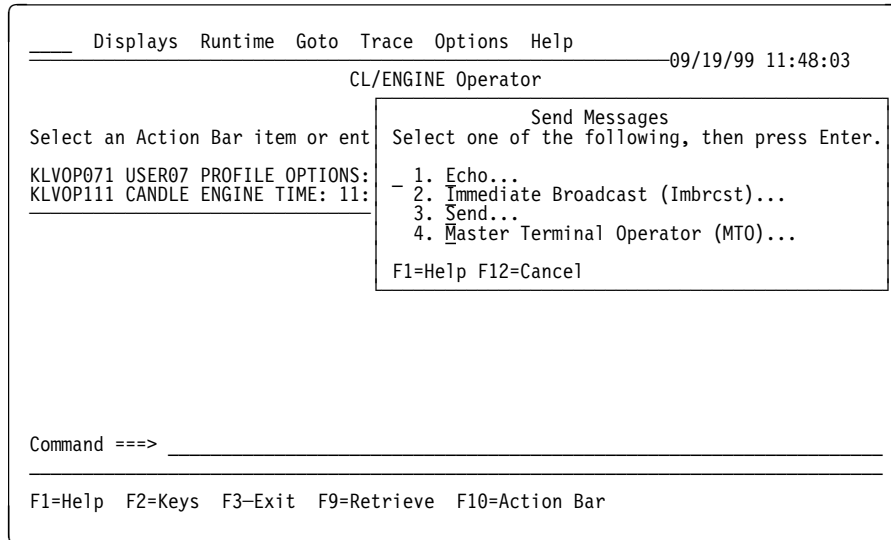 ____ Displays Runtime Goto Trace Options Help
09/19/99 11:48:03
CL/ENGINE Operator
Send Messages
Select an Action Bar item or ent
Select one of the following, then press Enter.
KLVOP071 USER07 PROFILE OPTIONS:
KLVOP111 CANDLE ENGINE TIME: 11:
_ 1. Echo...
2. Immediate Broadcast (Imbrcst)...
3. Send...
4. Master Terminal Operator (MTO)...
F1=Help F12=Cancel
Command ===>
F1=Help F2=Keys F3—Exit F9=Retrieve F10=Action Bar